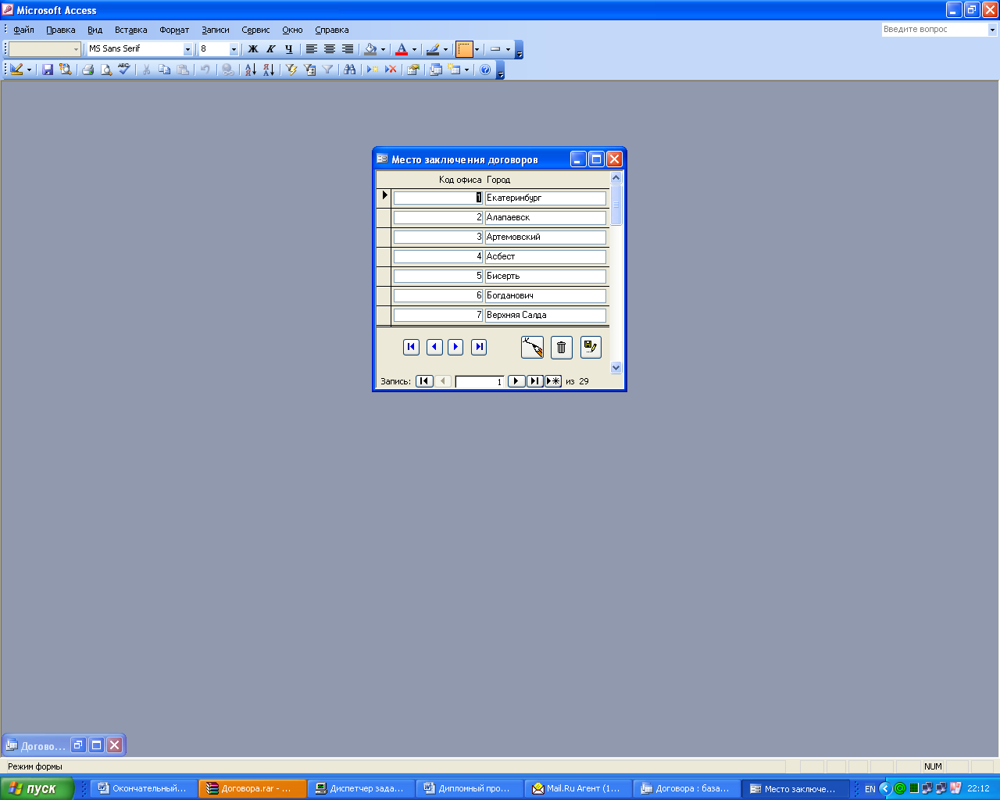 Microsoft Access
Файл Правка Вид Вставка Формат Записи Сервис Окно Справка Введите вопрос
MS Sans Serif 8 Ж К Ч
Место заключения договоров
Код офиса Город
1 Екатеринбург
2 Алапаевск
3 Артемовский
4 Асбест
5 Бисерть
6 Богданович
7 Верхняя Салда
Запись: 1 из 29
Догово...
Режим формы NUM
пуск Окончательный... Договора.rar - ... Диспетчер зада... Дипломный про... Mail.Ru Агент (1... Договора : база... Место заключе... EN 22:12